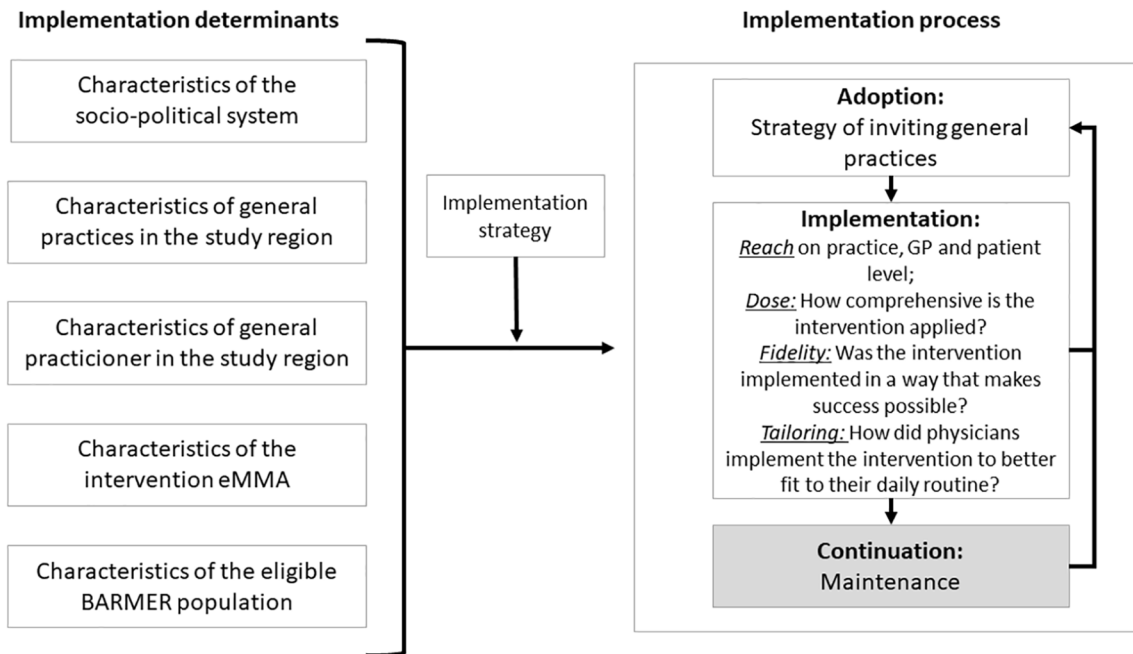 Implementation determinants
Characteristics of the
socio-political system
Characteristics of general
practices in the study region
Characteristics of general
practicioner in the study region
Characteristics of the
intervention eMMA
Characteristics of the eligible
BARMER population
Implementation
strategy
Implementation process
Adoption:
Strategy of inviting general
practices
Implementation:
Reach on practice, GP and patient
level;
Dose: How comprehensive is the
intervention applied?
Fidelity: Was the intervention
implemented in a way that makes
success possible?
Tailoring: How did physicians
implement the intervention to better
fit to their daily routine?
Continuation:
Maintenance